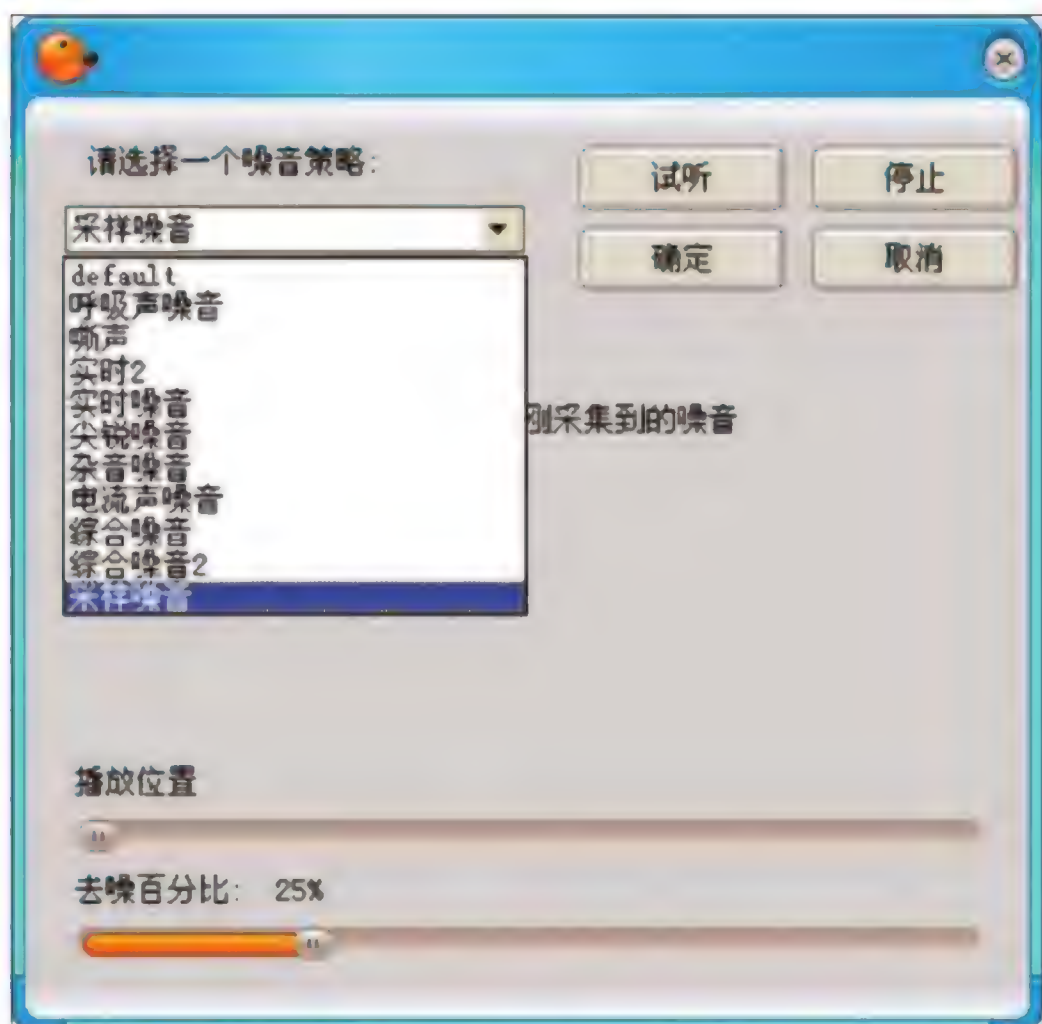 请选择一个噪音策略:
试听
停止
采样噪音
确定
取消
default
呼吸声噪音
嘶声
实时2
实时噪音
尖锐噪音
杂音噪音
电流声噪音
综合噪音
综合噪音2
采样噪音
刚采集到的噪音
播放位置
去噪百分比: 25%